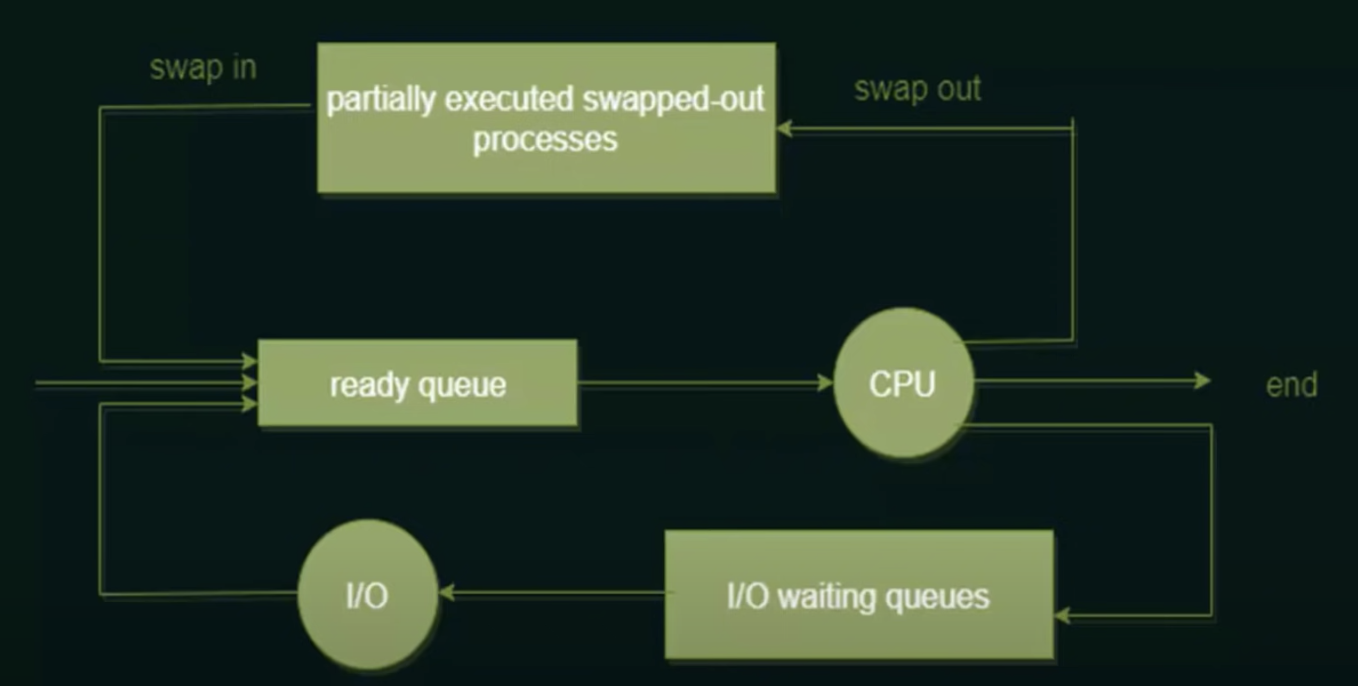 swap in
partially executed swapped-out
processes
swap out
ready queue
CPU
end
I/O
I/O waiting queues